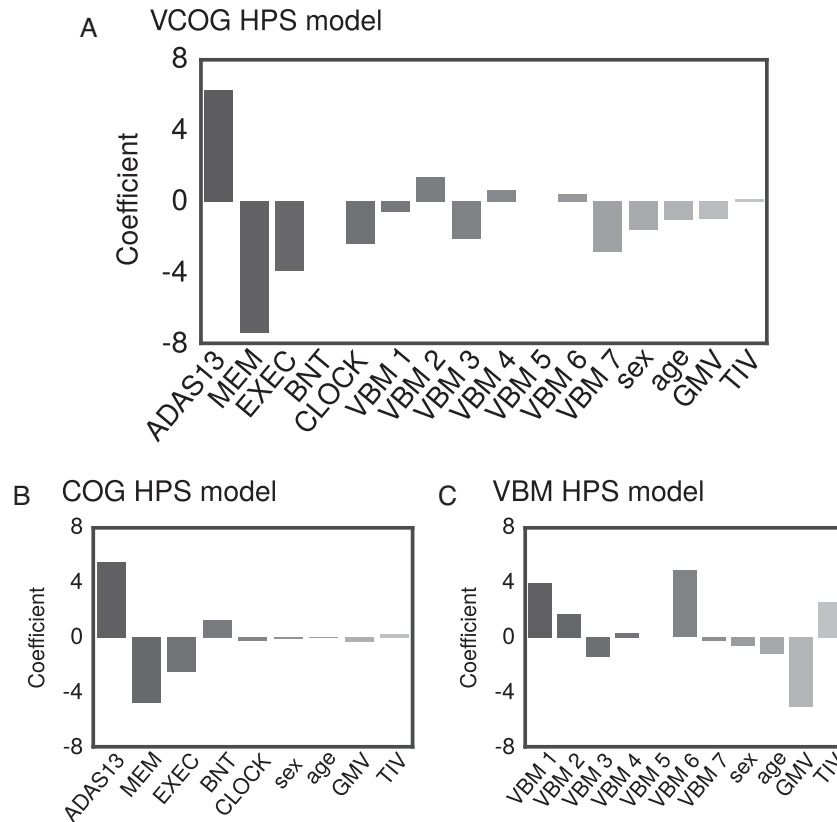 A VCOG HPS model
8
4
0
-4
-8
Coefficient
ADAS13 MEM EXEC BNT CLOCK VBM 1 VBM 2 VBM 3 VBM 4 VBM 5 VBM 6 VBM 7 sex age GMV TIV
B COG HPS model
8
4
0
-4
-8
Coefficient
ADAS13 MEM EXEC BNT CLOCK sex age GMV TIV
C VBM HPS model
8
4
0
-4
-8
Coefficient
VBM 1 VBM 2 VBM 3 VBM 4 VBM 5 VBM 6 VBM 7 sex age GMV TIV